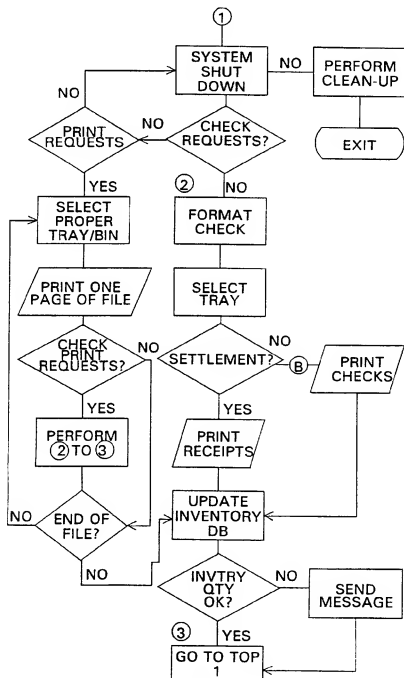 1
SYSTEM
SHUT
DOWN
NO
PERFORM
CLEAN-UP
EXIT
NO
PRINT
REQUESTS
NO
CHECK
REQUESTS?
YES
NO
2
SELECT
PROPER
TRAY/BIN
FORMAT
CHECK
PRINT ONE
PAGE OF FILE
SELECT
TRAY
CHECK
PRINT
REQUESTS?
NO
SETTLEMENT?
NO
B
PRINT
CHECKS
YES
YES
PERFORM
2 TO 3
PRINT
RECEIPTS
NO
END OF
FILE?
NO
UPDATE
INVENTORY
DB
INVTRY
QTY
OK?
NO
SEND
MESSAGE
3
YES
GO TO TOP
1